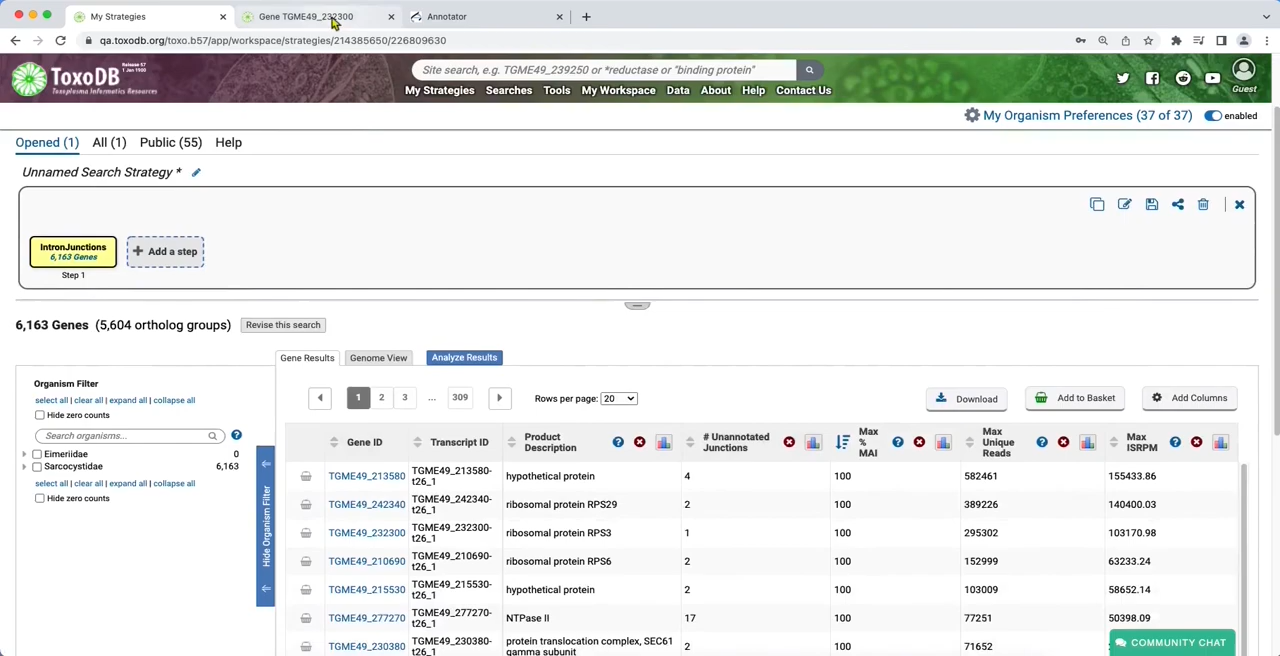 My Strategies
Gene TGME49_232300
Annotator
qa.toxodb.org/toxo.b57/app/workspace/strategies/214385650/226809630
ToxoDB
Release 57
1 Jan 1900
Toxoplasma Informatics Resources
Site search, e.g. TGME49_239250 or *reductase or "binding protein"
My Strategies Searches Tools My Workspace Data About Help Contact Us
Guest
My Organism Preferences (37 of 37) enabled
Opened (1) All (1) Public (55) Help
Unnamed Search Strategy *
IntronJunctions
6,163 Genes
Step 1
Add a step
6,163 Genes (5,604 ortholog groups) Revise this search
Gene Results Genome View Analyze Results
Organism Filter
select all | clear all | expand all | collapse all
Hide zero counts
Search organisms...
Eimeriidae 0
Sarcocystidae 6,163
select all | clear all | expand all | collapse all
Hide zero counts
Hide Organism Filter
1 2 3 ... 309 Rows per page: 20 Download Add to Basket Add Columns
Gene ID Transcript ID Product Description # Unannotated Junctions Max % MAI Max Unique Reads Max ISRPM
TGME49_213580 TGME49_213580-t26_1 hypothetical protein 4 100 582461 155433.86
TGME49_242340 TGME49_242340-t26_1 ribosomal protein RPS29 2 100 389226 140400.03
TGME49_232300 TGME49_232300-t26_1 ribosomal protein RPS3 1 100 295302 103170.98
TGME49_210690 TGME49_210690-t26_1 ribosomal protein RPS6 2 100 152999 63233.24
TGME49_215530 TGME49_215530-t26_1 hypothetical protein 2 100 103009 58652.14
TGME49_277270 TGME49_277270-t26_1 NTPase II 17 100 77251 50398.09
TGME49_230380 TGME49_230380-t26_1 protein translocation complex, SEC61 gamma subunit 2 100 71652
COMMUNITY CHAT